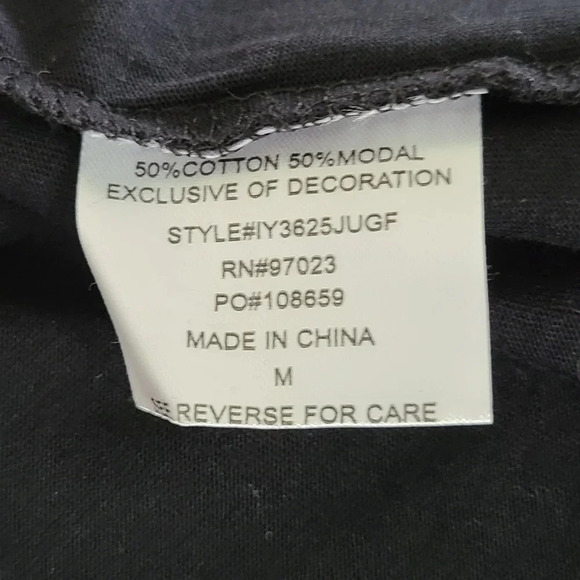 50%COTTON 50%MODAL
EXCLUSIVE OF DECORATION
STYLE#IY3625JUGF
RN#97023
PO#108659
MADE IN CHINA
M
SEE REVERSE FOR CARE